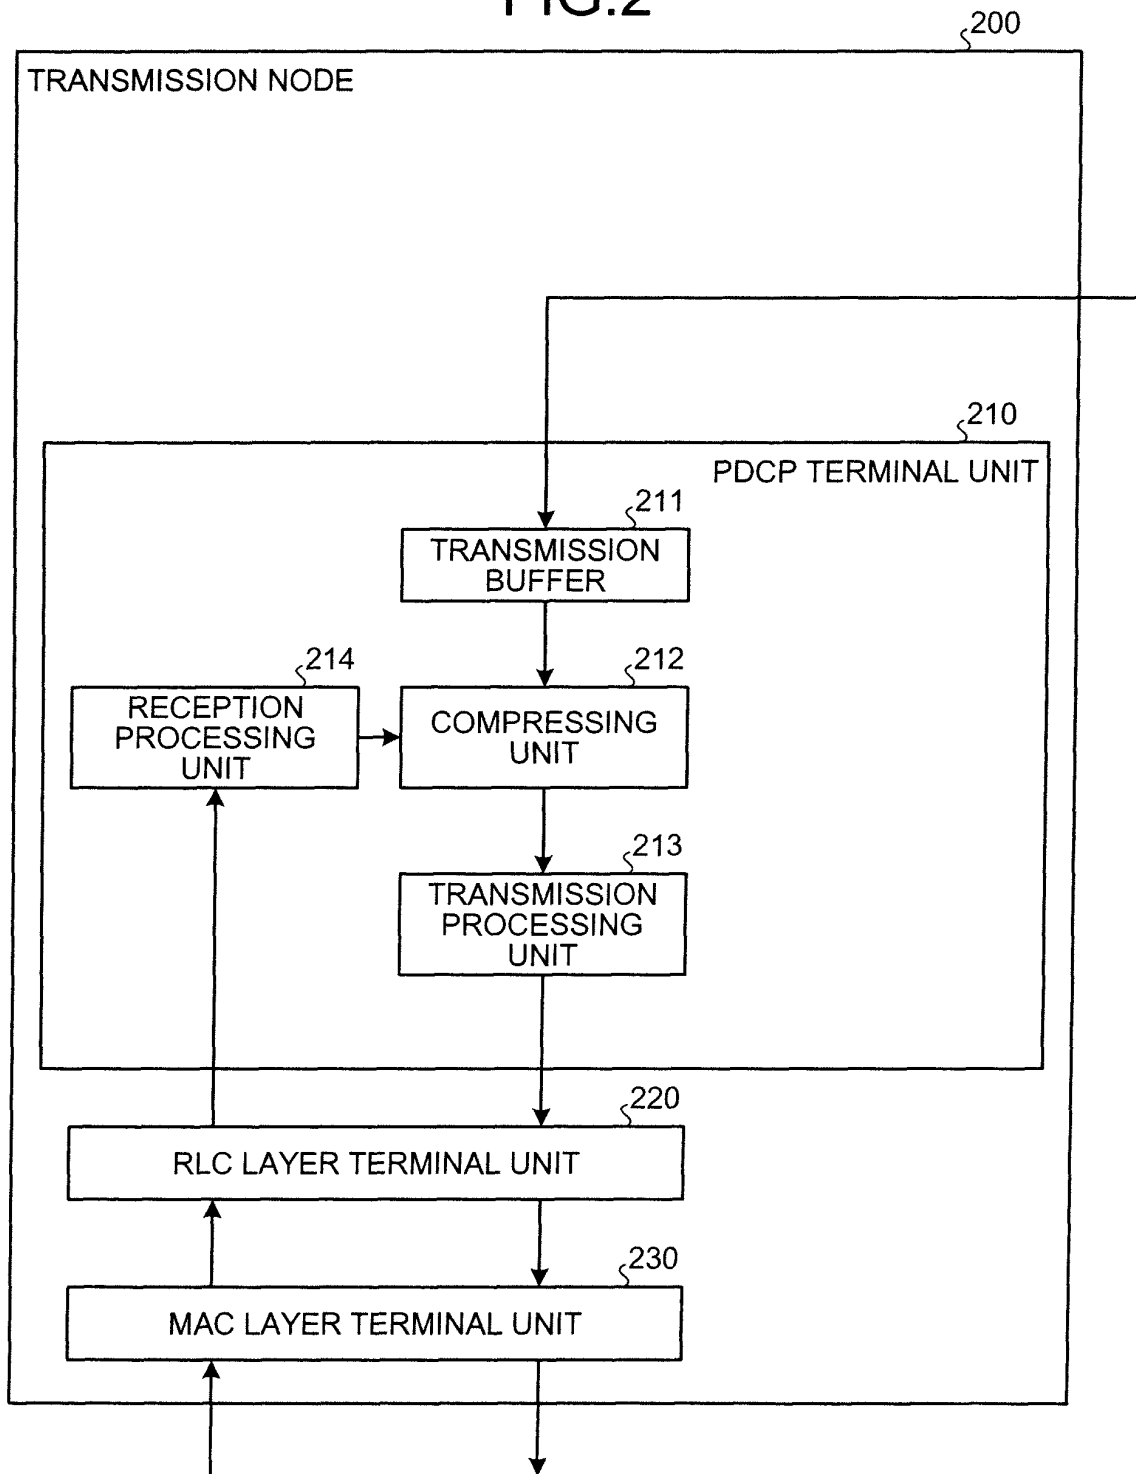 FIG.2
200
TRANSMISSION NODE
210
PDCP TERMINAL UNIT
211
TRANSMISSION
BUFFER
214
RECEPTION
PROCESSING
UNIT
212
COMPRESSING
UNIT
213
TRANSMISSION
PROCESSING
UNIT
220
RLC LAYER TERMINAL UNIT
230
MAC LAYER TERMINAL UNIT